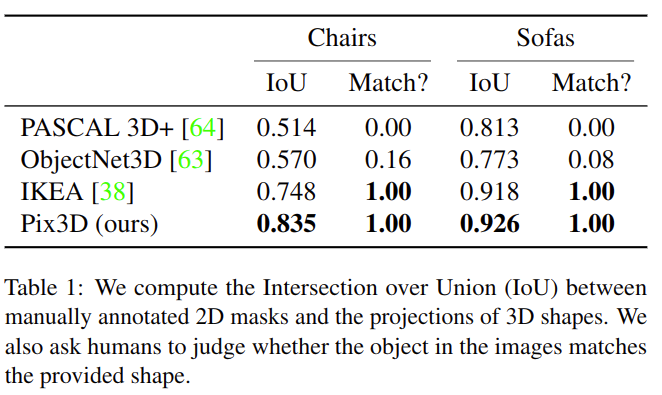 Chairs Sofas
IoU Match? IoU Match?
PASCAL 3D+ [64] 0.514 0.00 0.813 0.00
ObjectNet3D [63] 0.570 0.16 0.773 0.08
IKEA [38] 0.748 1.00 0.918 1.00
Pix3D (ours) 0.835 1.00 0.926 1.00
Table 1: We compute the Intersection over Union (IoU) between
manually annotated 2D masks and the projections of 3D shapes. We
also ask humans to judge whether the object in the images matches
the provided shape.